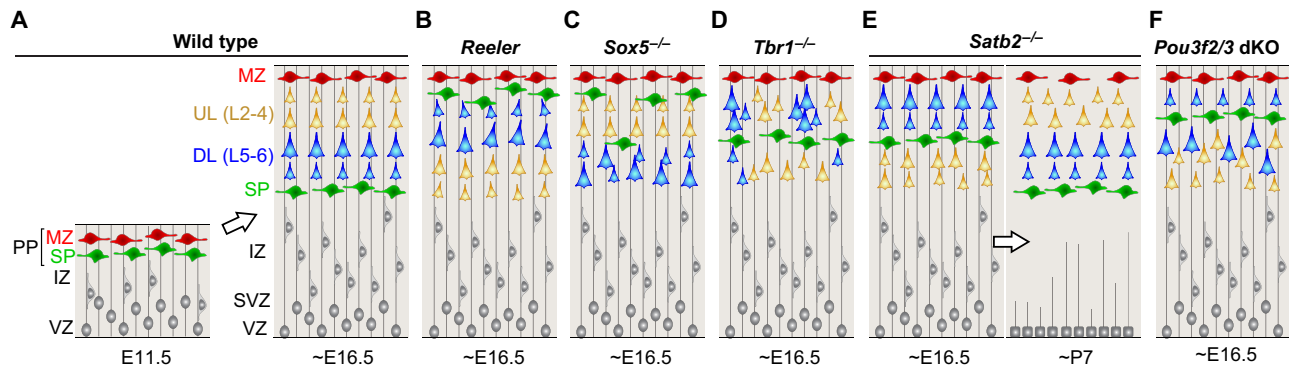 A
B
C
D
E
F
Wild type
Reeler
Sox5–/–
Tbr1–/–
Satb2–/–
Pou3f2/3 dKO
MZ
UL (L2-4)
DL (L5-6)
SP
PP
MZ
SP
IZ
VZ
IZ
SVZ
VZ
E11.5
~E16.5
~E16.5
~E16.5
~E16.5
~E16.5
~P7
~E16.5